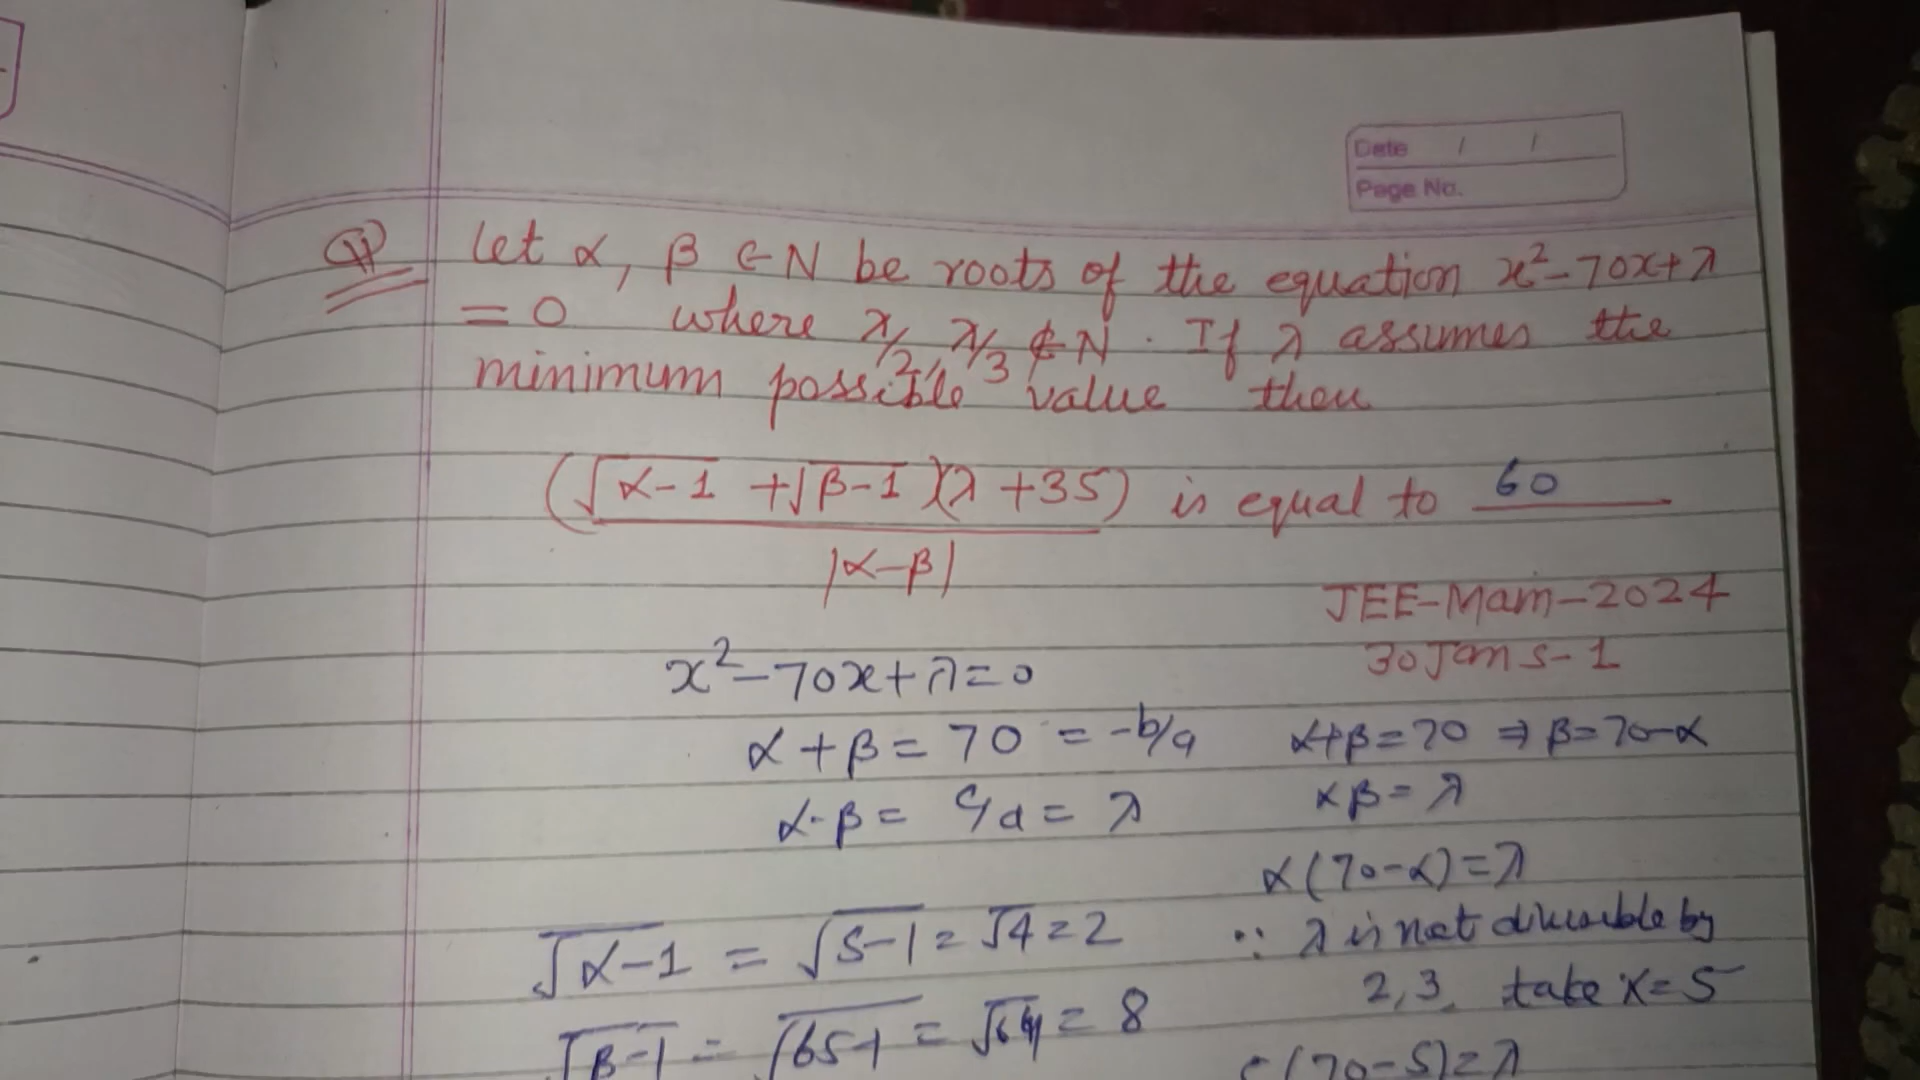 Date / /
Page No.
Q) Let α, β ∈ N be roots of the equation x²-70x+λ
= 0 where λ/2, λ/3 ∉ N. If λ assumes the
minimum possible value then
(√α-1 + √β-1)(λ+35) is equal to 60
|α-β|
JEE-Main-2024
30 Jan S-1
x²-70x+λ=0
α+β = 70 = -b/a
α+β=70 ⇒ β=70-α
α·β = c/a = λ
αβ = λ
α(70-α)=λ
√α-1 = √5-1 = √4 = 2
∵ λ is not divisible by
2,3, take α=5
√β-1 = √65-1 = √64 = 8
(70-5)=λ